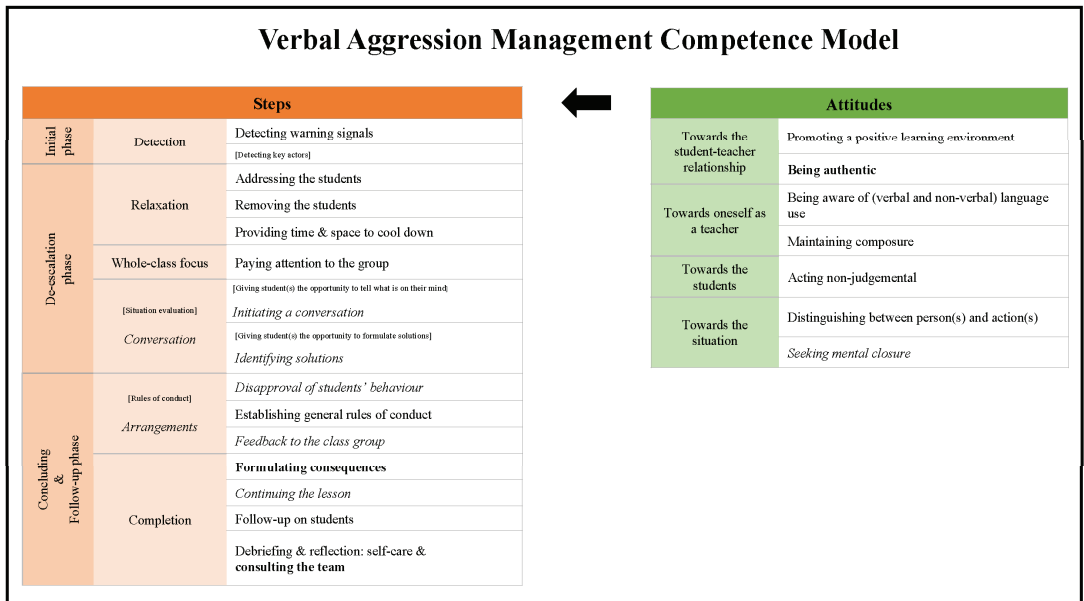 Verbal Aggression Management Competence Model
Steps
Initial
phase
Detection
Detecting warning signals
[Detecting key actors]
De-escalation
phase
Relaxation
Addressing the students
Removing the students
Providing time & space to cool down
Whole-class focus
Paying attention to the group
[Situation evaluation]
Conversation
[Giving student(s) the opportunity to tell what is on their mind]
Initiating a conversation
[Giving student(s) the opportunity to formulate solutions]
Identifying solutions
Concluding
&
Follow-up phase
[Rules of conduct]
Arrangements
Disapproval of students' behaviour
Establishing general rules of conduct
Feedback to the class group
Completion
Formulating consequences
Continuing the lesson
Follow-up on students
Debriefing & reflection: self-care &
consulting the team
Attitudes
Towards the
student-teacher
relationship
Promoting a positive learning environment
Being authentic
Towards oneself as
a teacher
Being aware of (verbal and non-verbal) language
use
Maintaining composure
Towards the
students
Acting non-judgemental
Towards the
situation
Distinguishing between person(s) and action(s)
Seeking mental closure